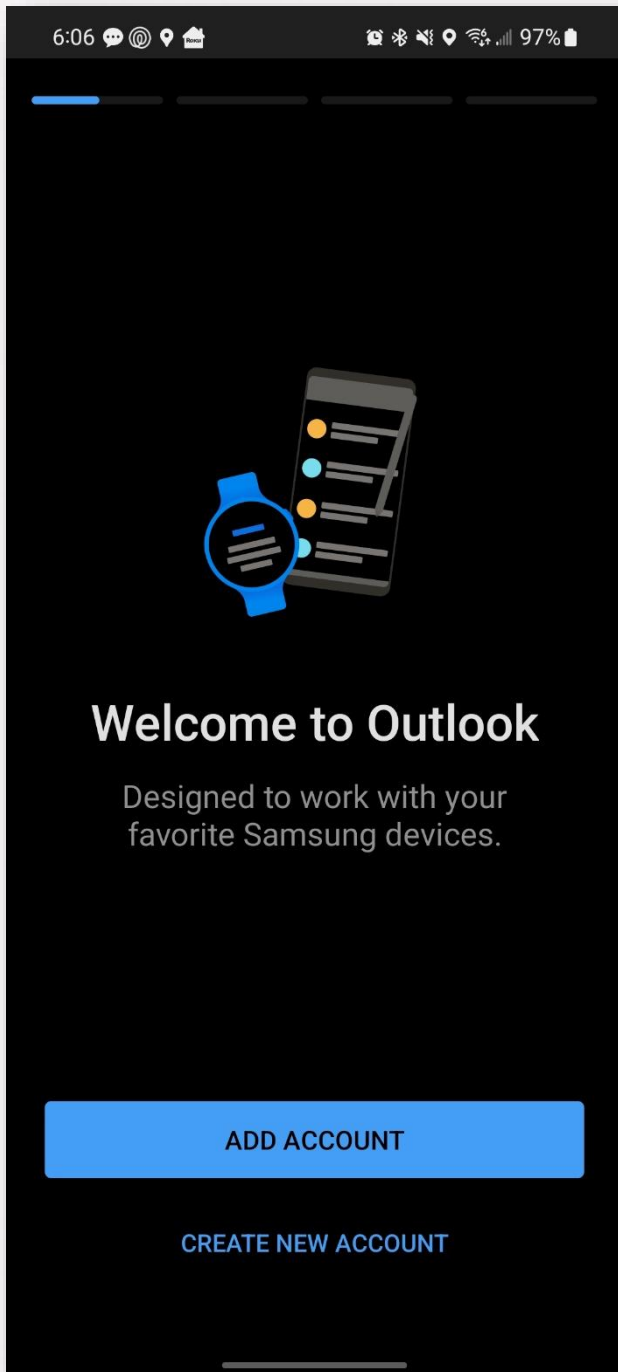 6:06 97%
Welcome to Outlook
Designed to work with your
favorite Samsung devices.
ADD ACCOUNT
CREATE NEW ACCOUNT